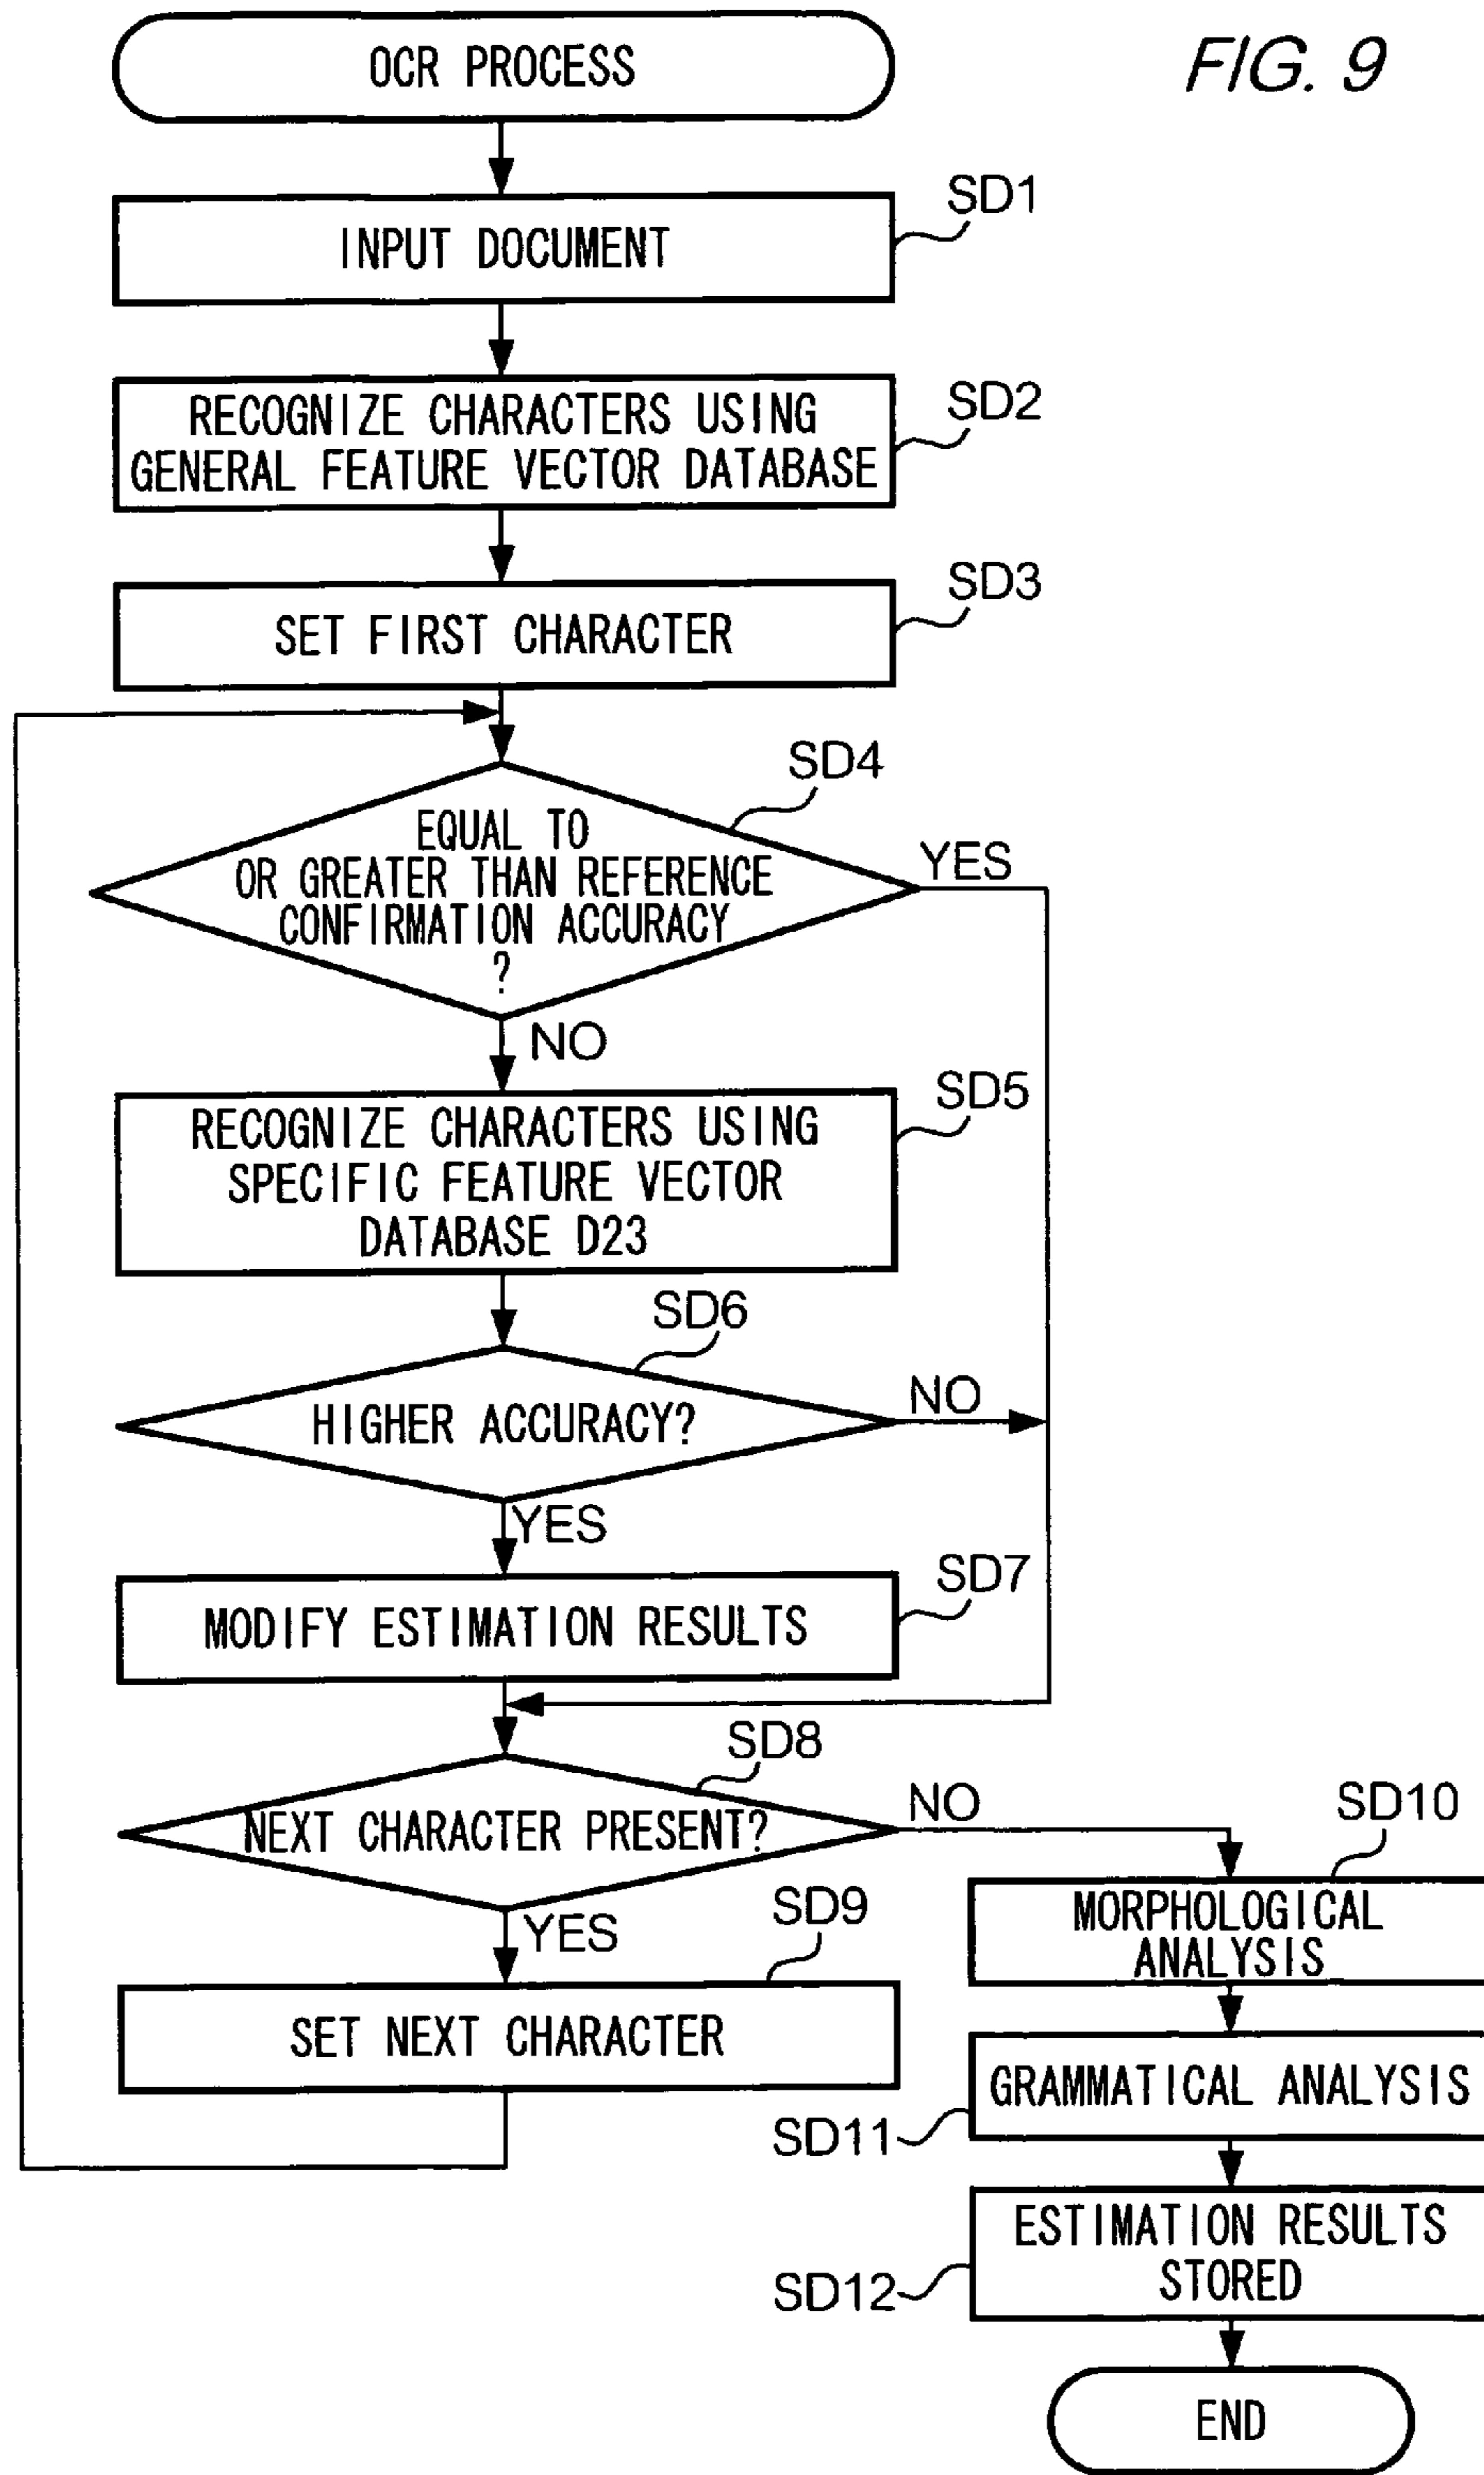 FIG. 9
OCR PROCESS
SD1
INPUT DOCUMENT
SD2
RECOGNIZE CHARACTERS USING
GENERAL FEATURE VECTOR DATABASE
SD3
SET FIRST CHARACTER
SD4
EQUAL TO
OR GREATER THAN REFERENCE
CONFIRMATION ACCURACY
?
YES
NO
SD5
RECOGNIZE CHARACTERS USING
SPECIFIC FEATURE VECTOR
DATABASE D23
SD6
HIGHER ACCURACY?
NO
YES
SD7
MODIFY ESTIMATION RESULTS
SD8
NEXT CHARACTER PRESENT?
NO
YES
SD9
SET NEXT CHARACTER
SD10
MORPHOLOGICAL
ANALYSIS
GRAMMATICAL ANALYSIS
SD11
ESTIMATION RESULTS
STORED
SD12
END